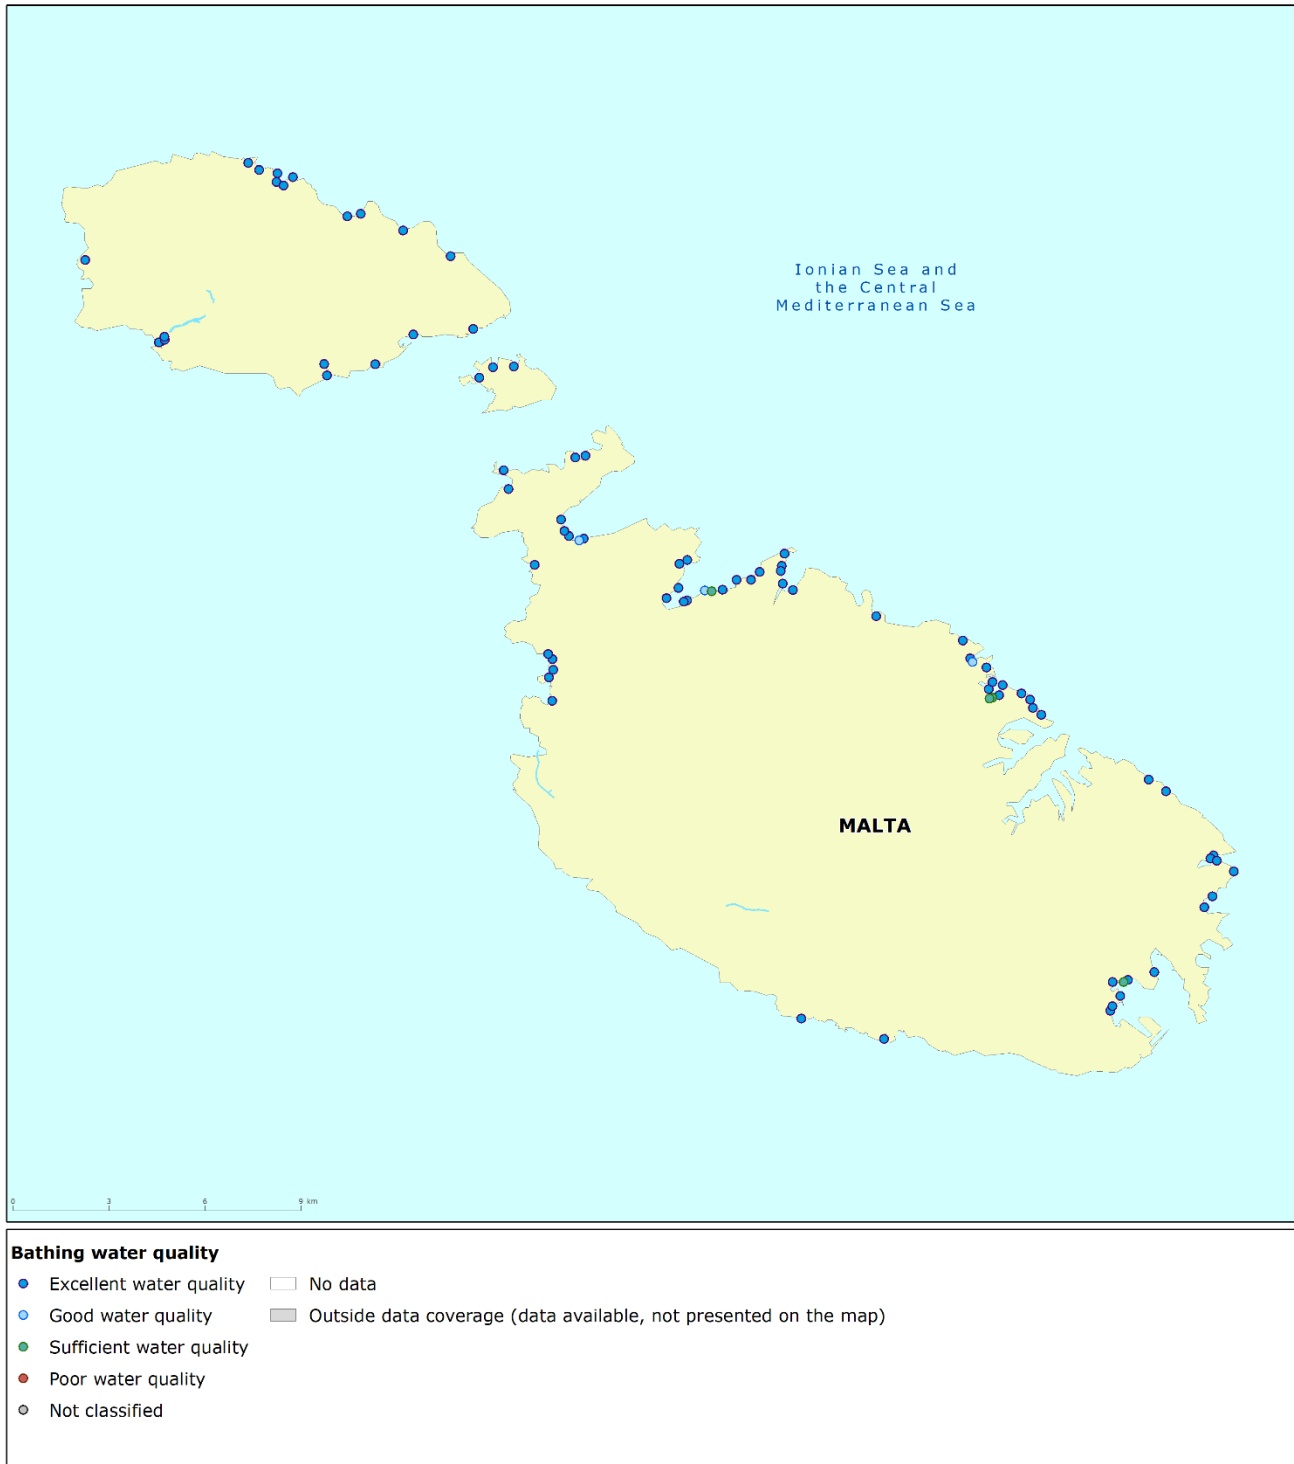 Ionian Sea and
the Central
Mediterranean Sea
MALTA
0 3 6 9 km
Bathing water quality
Excellent water quality No data
Good water quality Outside data coverage (data available, not presented on the map)
Sufficient water quality
Poor water quality
Not classified